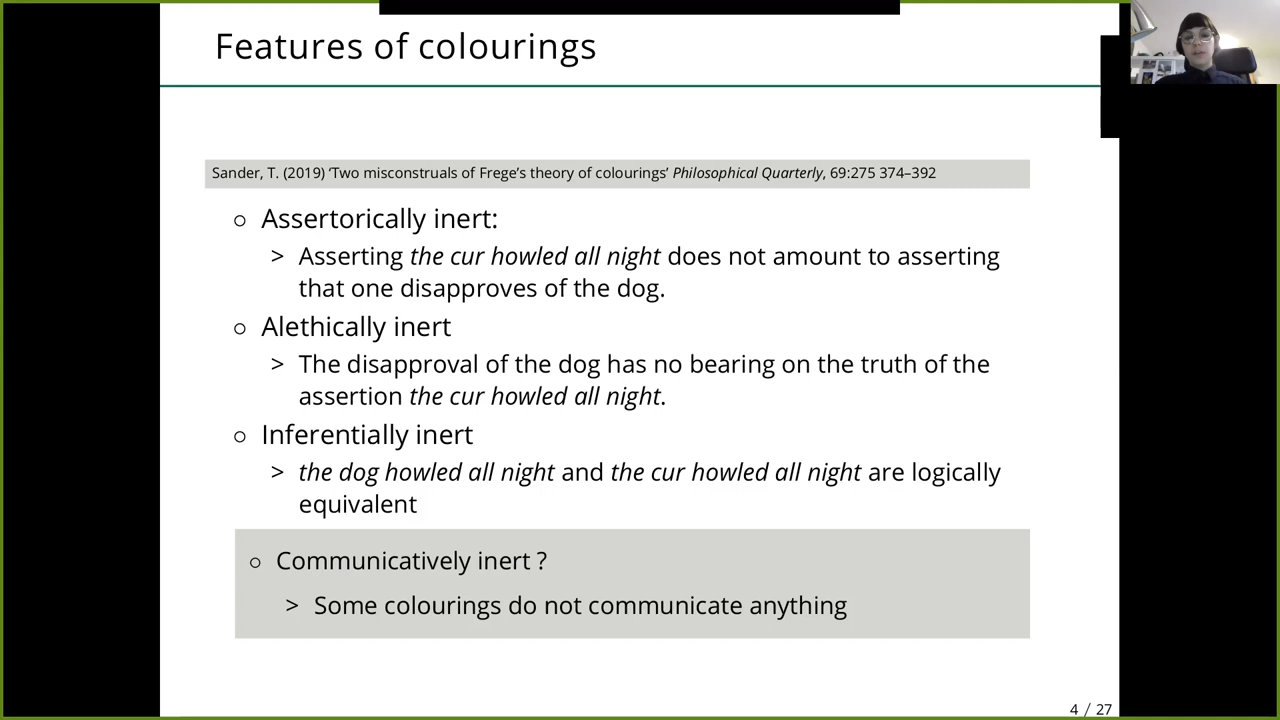 Features of colourings
Sander, T. (2019) ‘Two misconstruals of Frege’s theory of colourings’ Philosophical Quarterly, 69:275 374–392
○ Assertorically inert:
> Asserting the cur howled all night does not amount to asserting
that one disapproves of the dog.
○ Alethically inert
> The disapproval of the dog has no bearing on the truth of the
assertion the cur howled all night.
○ Inferentially inert
> the dog howled all night and the cur howled all night are logically
equivalent
○ Communicatively inert ?
> Some colourings do not communicate anything
4 / 27